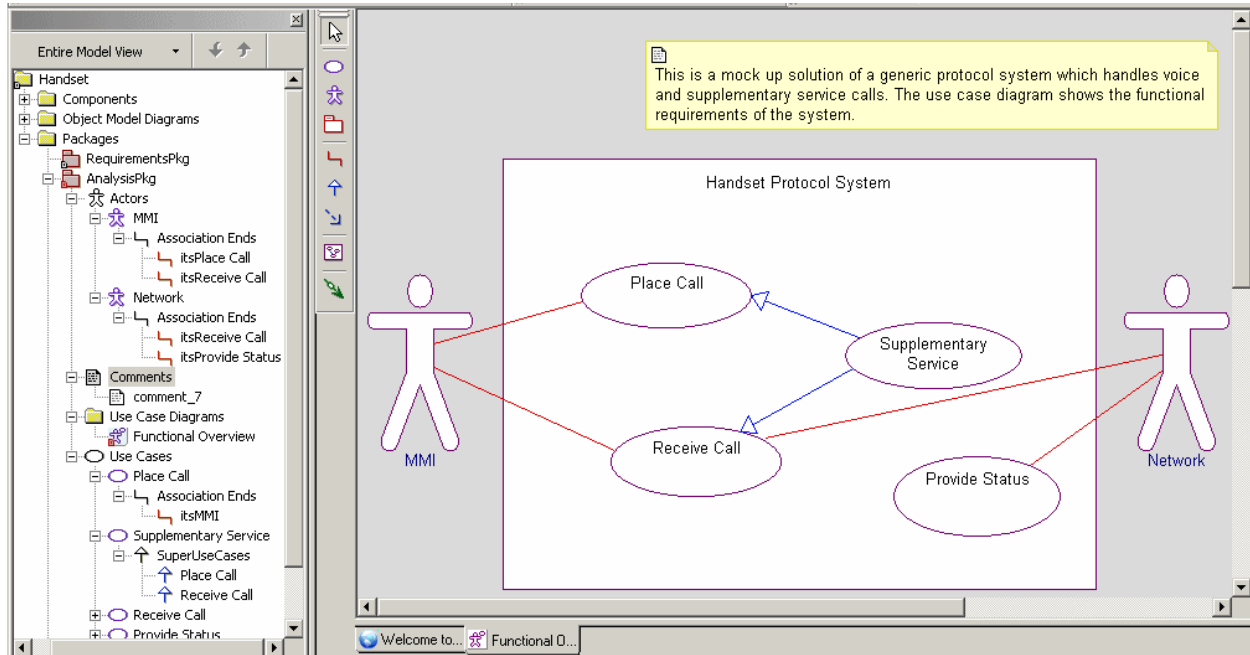 Entire Model View
Handset
Components
Object Model Diagrams
Packages
RequirementsPkg
AnalysisPkg
Actors
MMI
Association Ends
itsPlace Call
itsReceive Call
Network
Association Ends
itsReceive Call
itsProvide Status
Comments
comment_7
Use Case Diagrams
Functional Overview
Use Cases
Place Call
Association Ends
itsMMI
Supplementary Service
SuperUseCases
Place Call
Receive Call
Receive Call
Provide Status
This is a mock up solution of a generic protocol system which handles voice
and supplementary service calls. The use case diagram shows the functional
requirements of the system.
Handset Protocol System
Place Call
Supplementary
Service
Receive Call
Provide Status
MMI
Network
Welcome to...
Functional O...